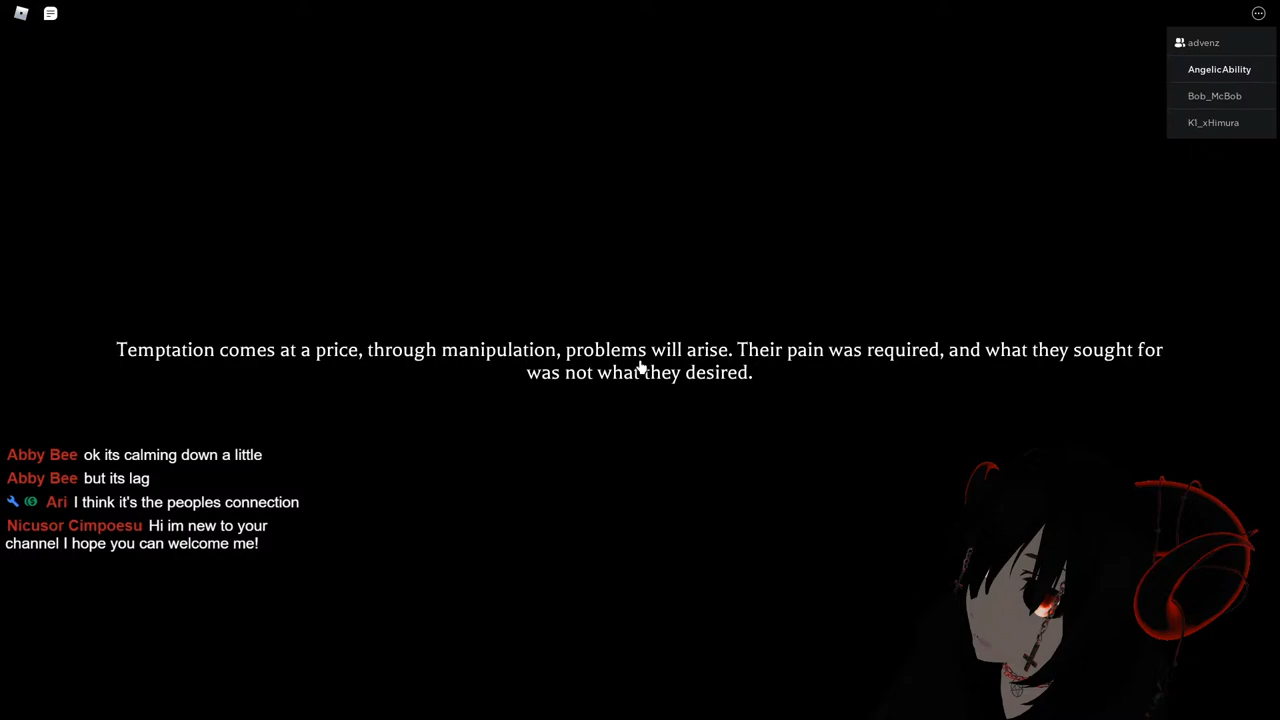 advenz
AngelicAbility
Bob_McBob
K1_xHimura
Temptation comes at a price, through manipulation, problems will arise. Their pain was required, and what they sought for
was not what they desired.
Abby Bee ok its calming down a little
Abby Bee but its lag
Ari I think it's the peoples connection
Nicusor Cimpoesu Hi im new to your
channel I hope you can welcome me!